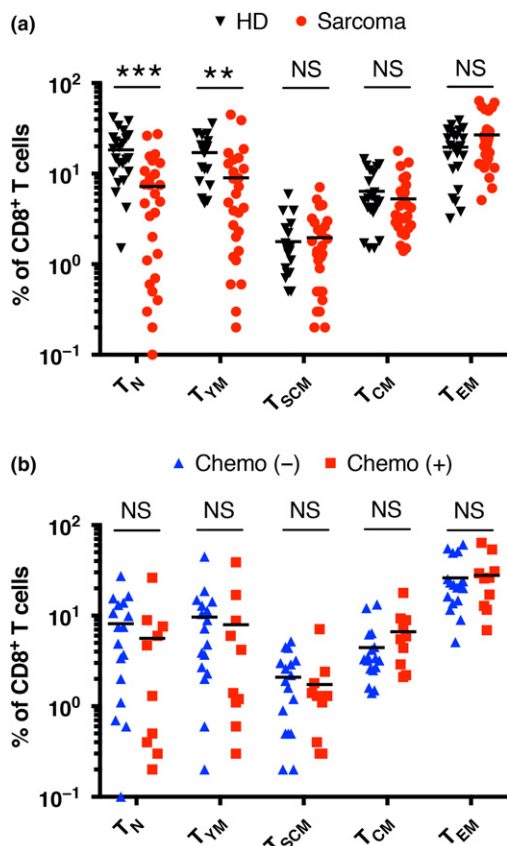 (a) ▼ HD ● Sarcoma
*** ** NS NS NS
% of CD8⁺ T cells
10²
10¹
10⁰
10⁻¹
T_N T_YM T_SCM T_CM T_EM
(b) ▲ Chemo (–) ■ Chemo (+)
NS NS NS NS NS
% of CD8⁺ T cells
10²
10¹
10⁰
10⁻¹
T_N T_YM T_SCM T_CM T_EM